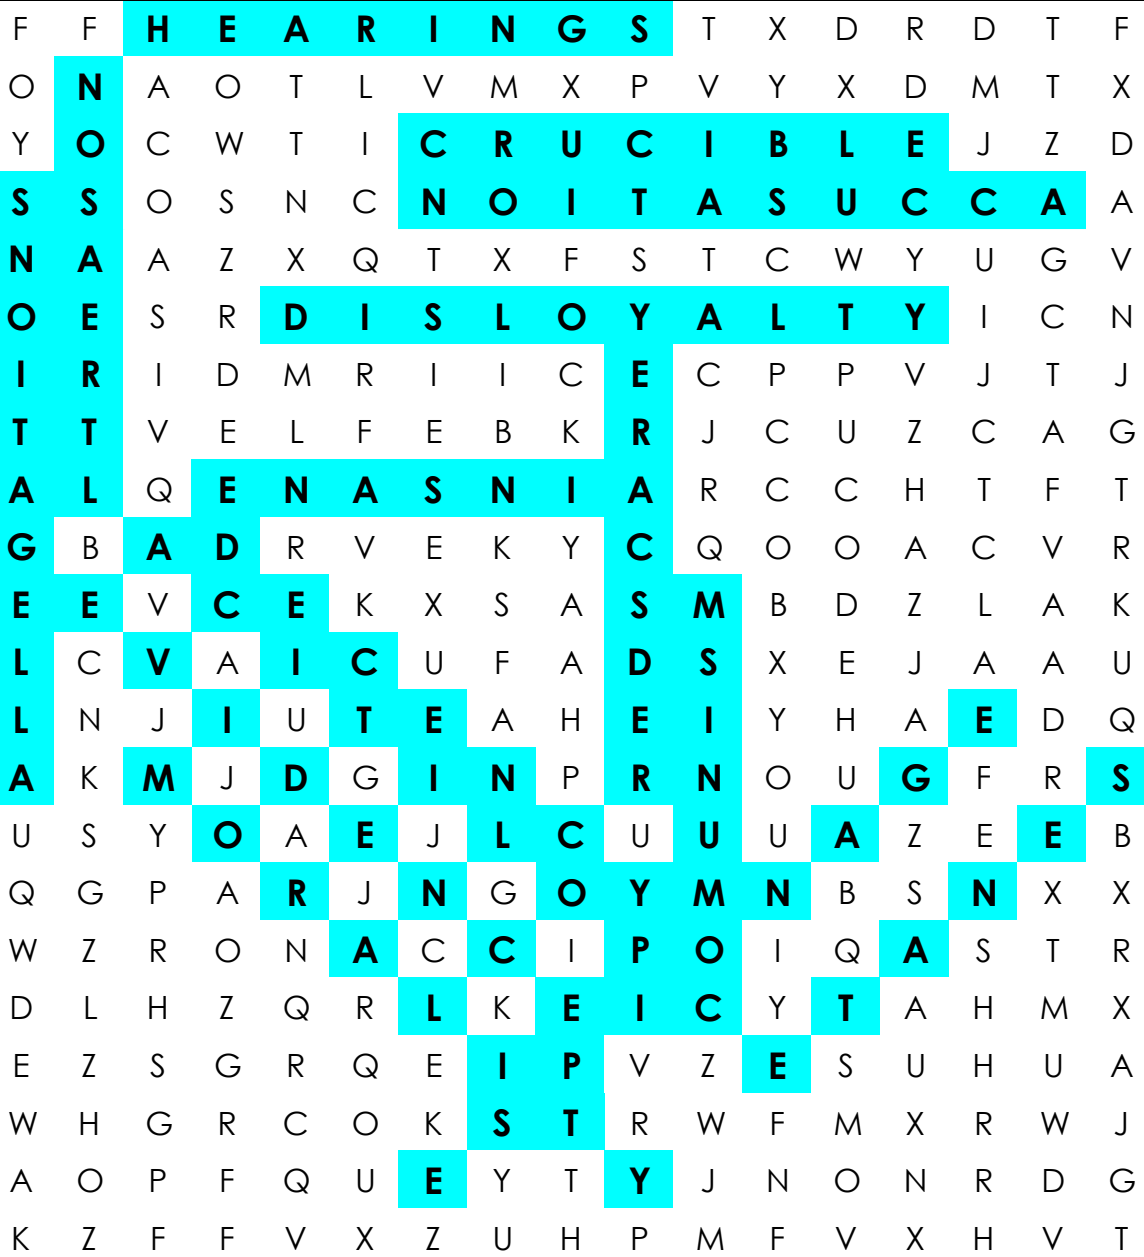 F F H E A R I N G S T X D R D T F
O N A O T L V M X P V Y X D M T X
Y O C W T I C R U C I B L E J Z D
S S O S N C N O I T A S U C C A A
N A A Z X Q T X F S T C W Y U G V
O E S R D I S L O Y A L T Y I C N
I R I D M R I I C E C P P V J T J
T T V E L F E B K R J C U Z C A G
A L Q E N A S N I A R C C H T F T
G B A D R V E K Y C Q O O A C V R
E E V C E K X S A S M B D Z L A K
L C V A I C U F A D S X E J A A U
L N J I U T E A H E I Y H A E D Q
A K M J D G I N P R N O U G F R S
U S Y O A E J L C U U U A Z E E B
Q G P A R J N G O Y M N B S N X X
W Z R O N A C C I P O I Q A S T R
D L H Z Q R L K E I C Y T A H M X
E Z S G R Q E I P V Z E S U H U A
W H G R C O K S T R W F M X R W J
A O P F Q U E Y T Y J N O N R D G
K Z F F V X Z U H P M F V X H V T